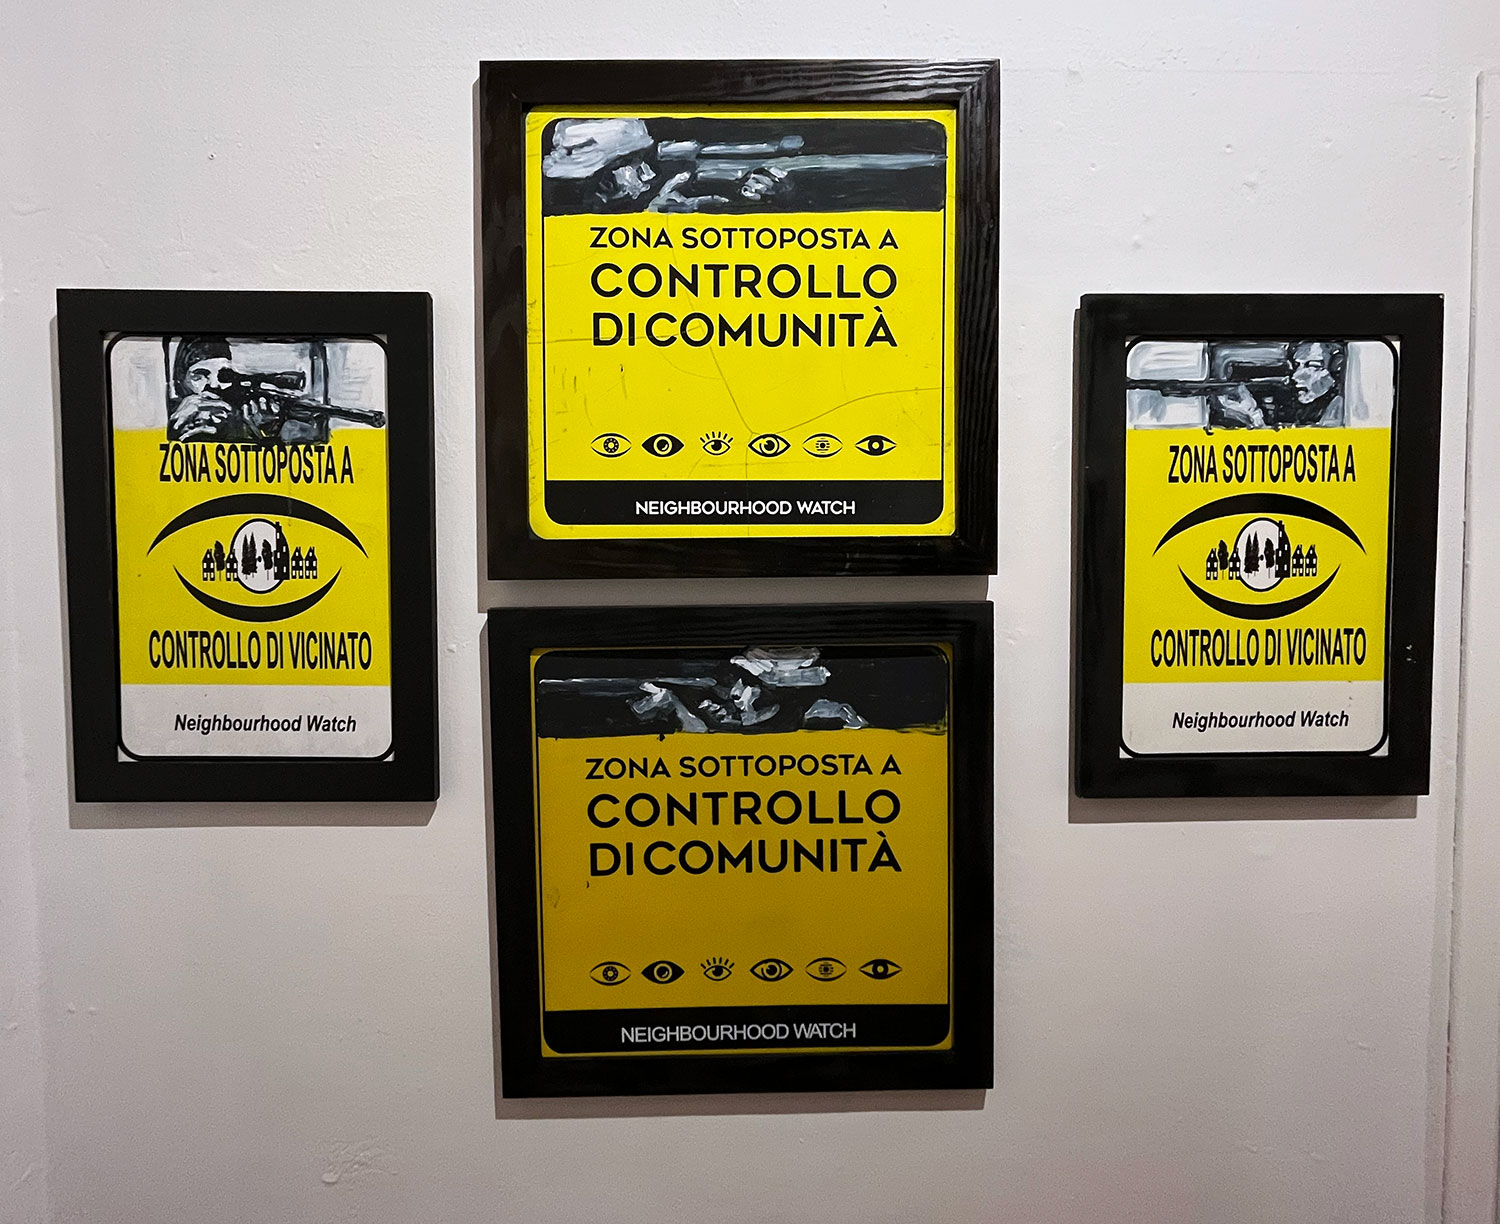 ZONA SOTTOPOSTA A
CONTROLLO DI VICINATO
Neighbourhood Watch
ZONA SOTTOPOSTA A
CONTROLLO
DI COMUNITÀ
NEIGHBOURHOOD WATCH
ZONA SOTTOPOSTA A
CONTROLLO
DI COMUNITÀ
NEIGHBOURHOOD WATCH
ZONA SOTTOPOSTA A
CONTROLLO DI VICINATO
Neighbourhood Watch